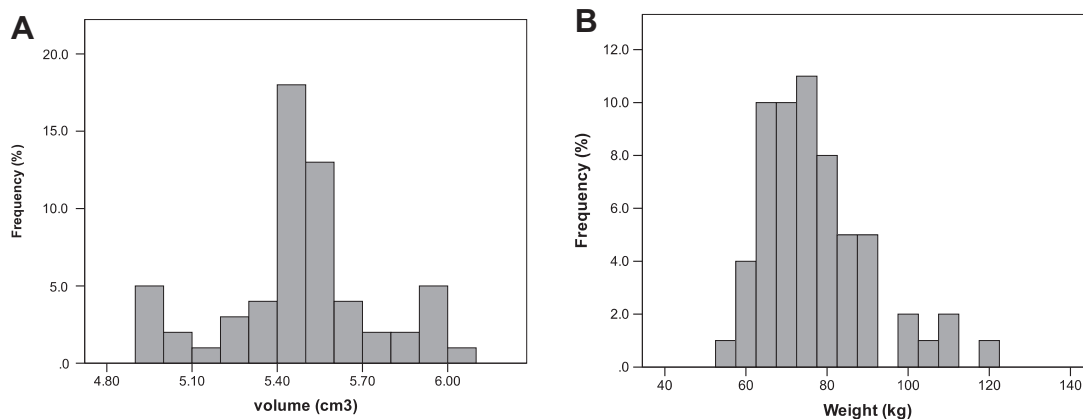 A
20.0
15.0
10.0
5.0
.0
Frequency (%)
4.80 5.10 5.40 5.70 6.00
volume (cm3)
B
12.0
10.0
8.0
6.0
4.0
2.0
.0
Frequency (%)
40 60 80 100 120 140
Weight (kg)